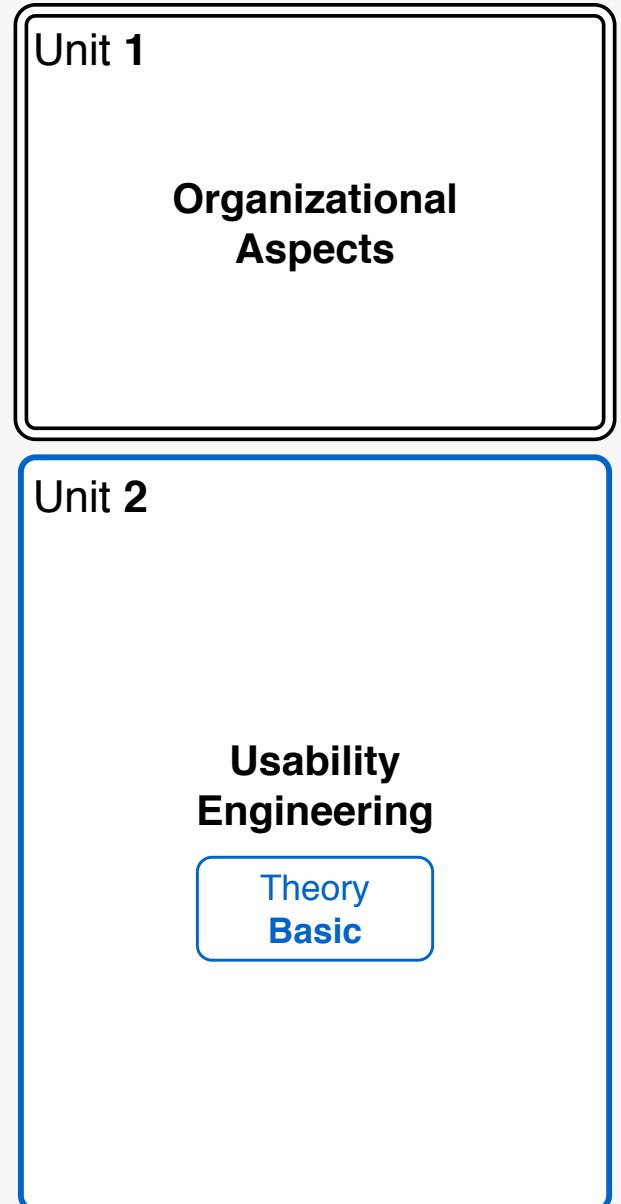 Unit 1
Organizational
Aspects
Unit 2
Usability
Engineering
Theory
Basic